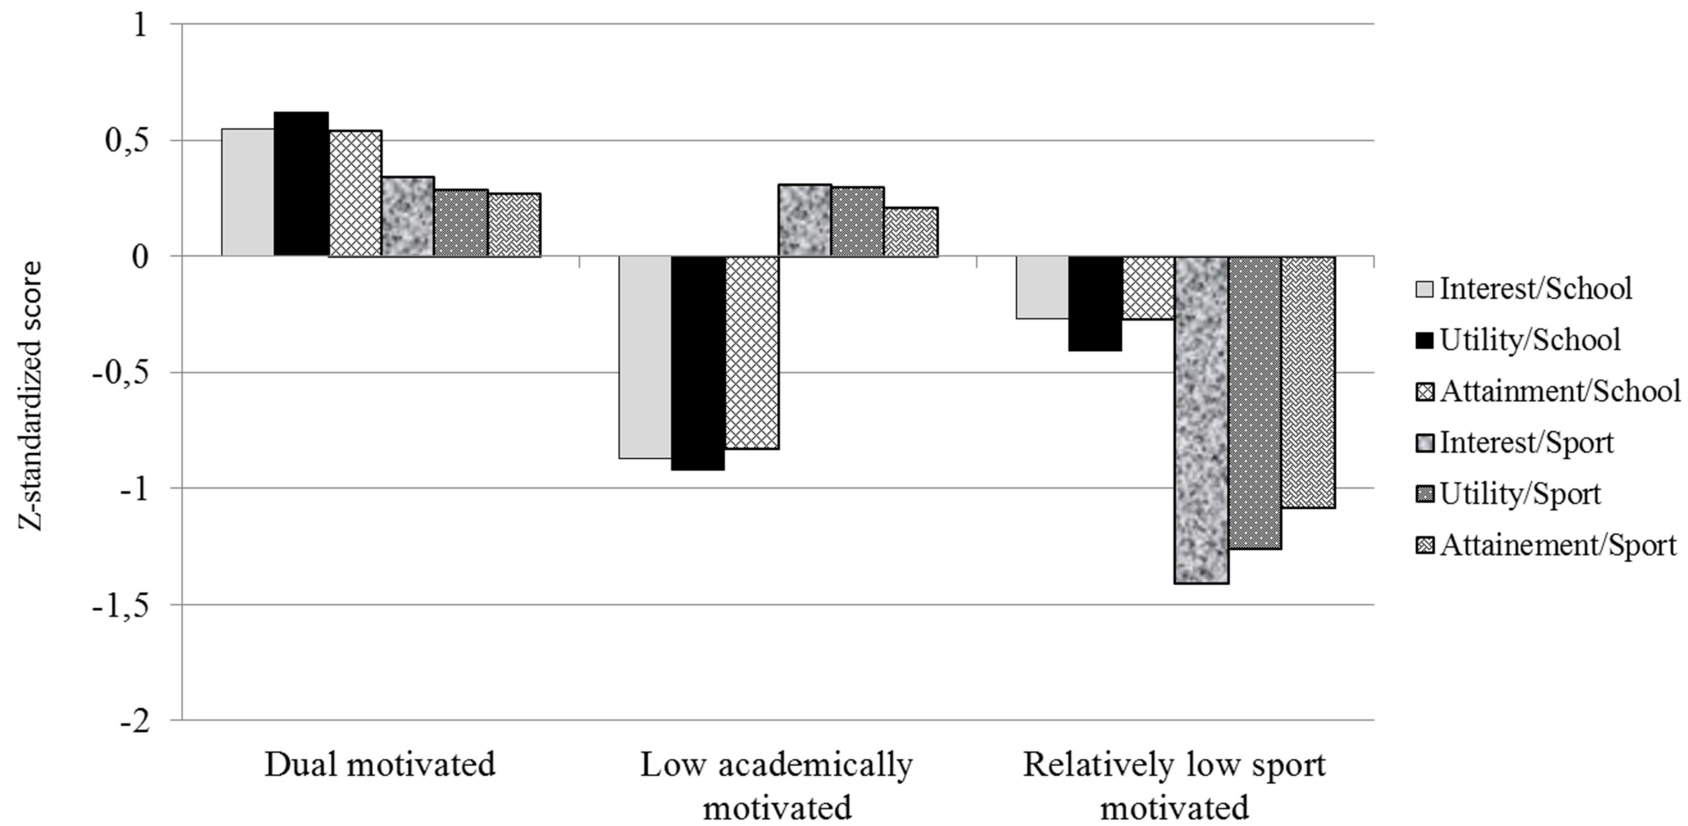 1
0,5
0
-0,5
-1
-1,5
-2
Z-standardized score
Dual motivated
Low academically
motivated
Relatively low sport
motivated
Interest/School
Utility/School
Attainment/School
Interest/Sport
Utility/Sport
Attainement/Sport